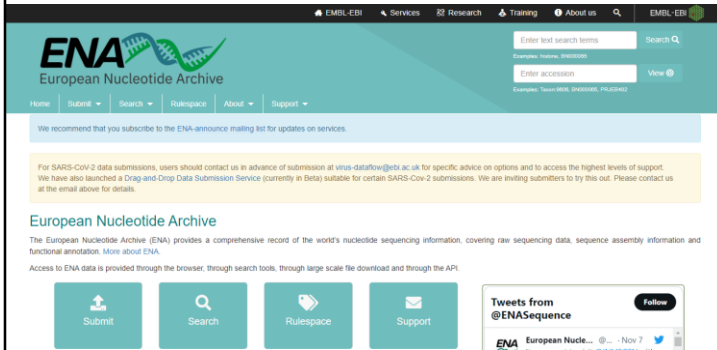 EMBL-EBI Services Research Training About us EMBL-EBI
ENA
European Nucleotide Archive
Enter text search terms Search
Examples: histone, BN000065
Enter accession View
Examples: Taxon:9606, BN000065, PRJEB402
Home Submit Search Rulespace About Support
We recommend that you subscribe to the ENA-announce mailing list for updates on services.
For SARS-CoV-2 data submissions, users should contact us in advance of submission at virus-dataflow@ebi.ac.uk for specific advice on options and to access the highest levels of support.
We have also launched a Drag-and-Drop Data Submission Service (currently in Beta) suitable for certain SARS-Cov-2 submissions. We are inviting submitters to try this out. Please contact us
at the email above for details.
European Nucleotide Archive
The European Nucleotide Archive (ENA) provides a comprehensive record of the world's nucleotide sequencing information, covering raw sequencing data, sequence assembly information and
functional annotation. More about ENA.
Access to ENA data is provided through the browser, through search tools, through large scale file download and through the API.
Submit
Search
Rulespace
Support
Tweets from
@ENASequence
Follow
ENA European Nucle... @... · Nov 7